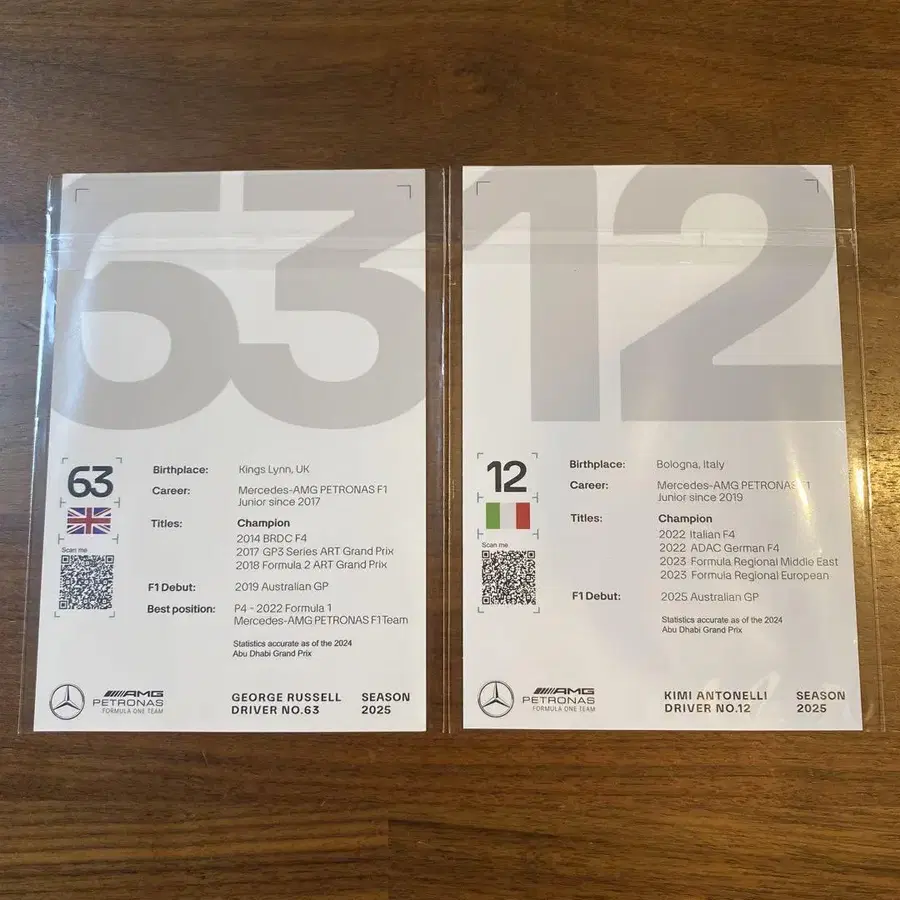 63
63
Birthplace: Kings Lynn, UK
Career: Mercedes-AMG PETRONAS F1
Junior since 2017
Titles: Champion
2014 BRDC F4
2017 GP3 Series ART Grand Prix
2018 Formula 2 ART Grand Prix
Scan me
F1 Debut: 2019 Australian GP
Best position: P4 - 2022 Formula 1
Mercedes-AMG PETRONAS F1 Team
Statistics accurate as of the 2024
Abu Dhabi Grand Prix
AMG
PETRONAS
FORMULA ONE TEAM
GEORGE RUSSELL
DRIVER NO.63
SEASON
2025
12
12
Birthplace: Bologna, Italy
Career: Mercedes-AMG PETRONAS F1
Junior since 2019
Titles: Champion
2022 Italian F4
2022 ADAC German F4
2023 Formula Regional Middle East
2023 Formula Regional European
Scan me
F1 Debut: 2025 Australian GP
Statistics accurate as of the 2024
Abu Dhabi Grand Prix
AMG
PETRONAS
FORMULA ONE TEAM
KIMI ANTONELLI
DRIVER NO.12
SEASON
2025